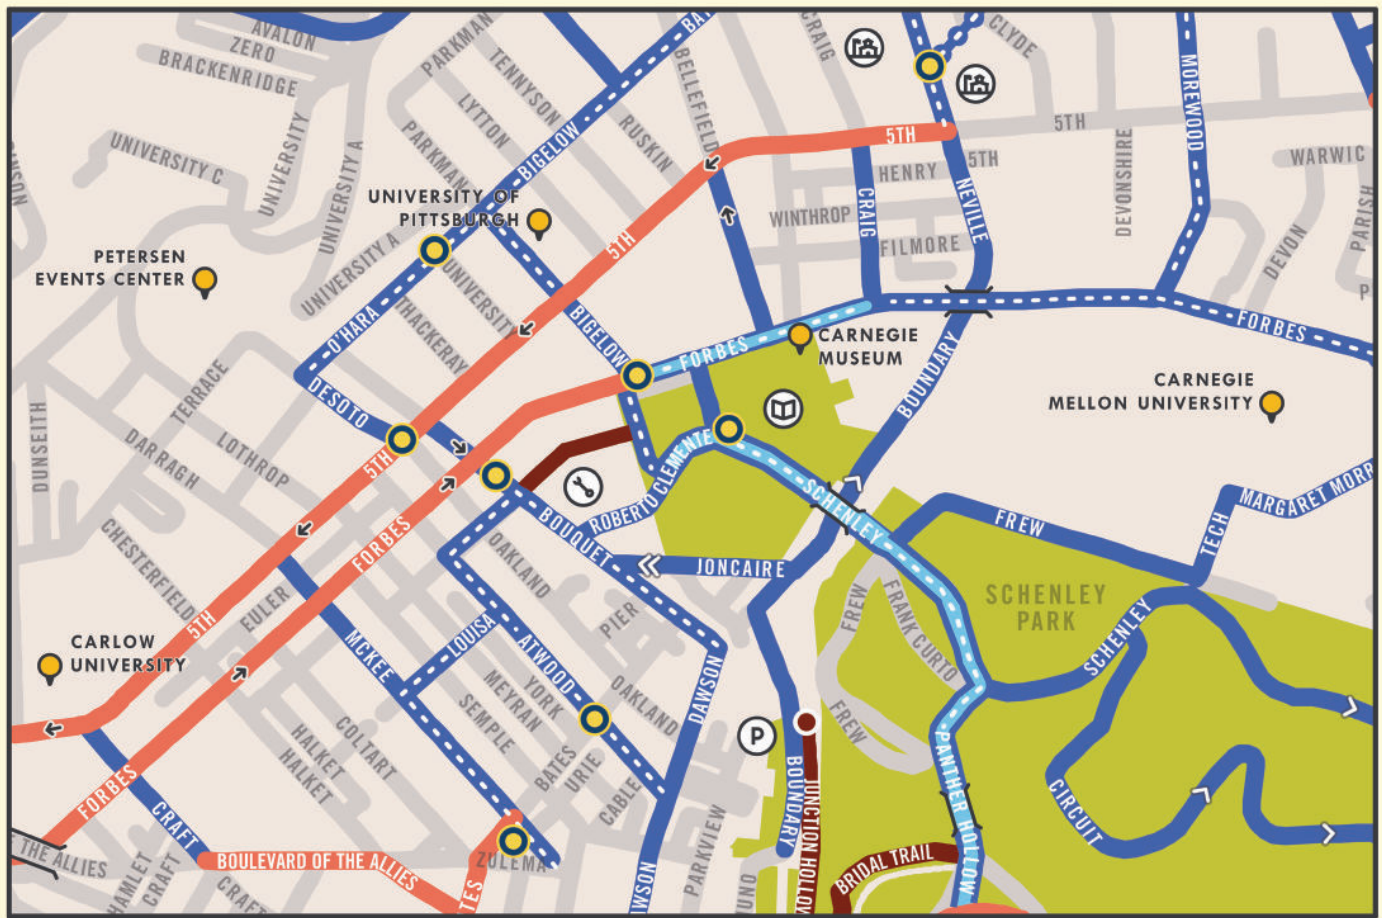 AVALON
ZERO
BRACKENRIDGE
PARKMAN
TENNYSON
LYTTON
PARKMAN
RUSKIN
BELLEFIELD
CRAIG
CLYDE
MOREWOOD
5TH
5TH
5TH
DEVONSHIRE
WARWIC
PARISH
DEVON
HENRY
WINTHROP
FILMORE
CRAIG
NEVILLE
UNIVERSITY C
UNIVERSITY
UNIVERSITY A
UNIVERSITY A
BIGELOW
UNIVERSITY OF
PITTSBURGH
PETERSEN
EVENTS CENTER
UNIVERSITY
THACKERAY
O'HARA
DESOTO
5TH
BIGELOW
FORBES
CARNEGIE
MUSEUM
FORBES
BOUNDARY
CARNEGIE
MELLON UNIVERSITY
TERRACE
DUNSEITH
DARRAGH
LOTHROP
5TH
FORBES
ROBERTO CLEMENTE
SCHENLEY
BOUQUET
JONCAIRE
FREW
TECH
MARGARET MORR
CHESTERFIELD
EULER
5TH
OAKLAND
PIER
LOUISA
ATWOOD
MCKEE
CARLOW
UNIVERSITY
YORK
MEYRAN
SEMPLE
OAKLAND
DAWSON
FREW
FRANK CURTO
FREW
SCHENLEY
PARK
SCHENLEY
COLTART
HALKET
HALKET
BATES
URIE
CABLE
PARKVIEW
P
BOUNDARY
JUNCTION HOLLOW
PANTHER HOLLOW
CIRCUIT
BRIDAL TRAIL
FORBES
CRAFT
BOULEVARD OF THE ALLIES
ZULEMA
THE ALLIES
HAMLET
CRAFT